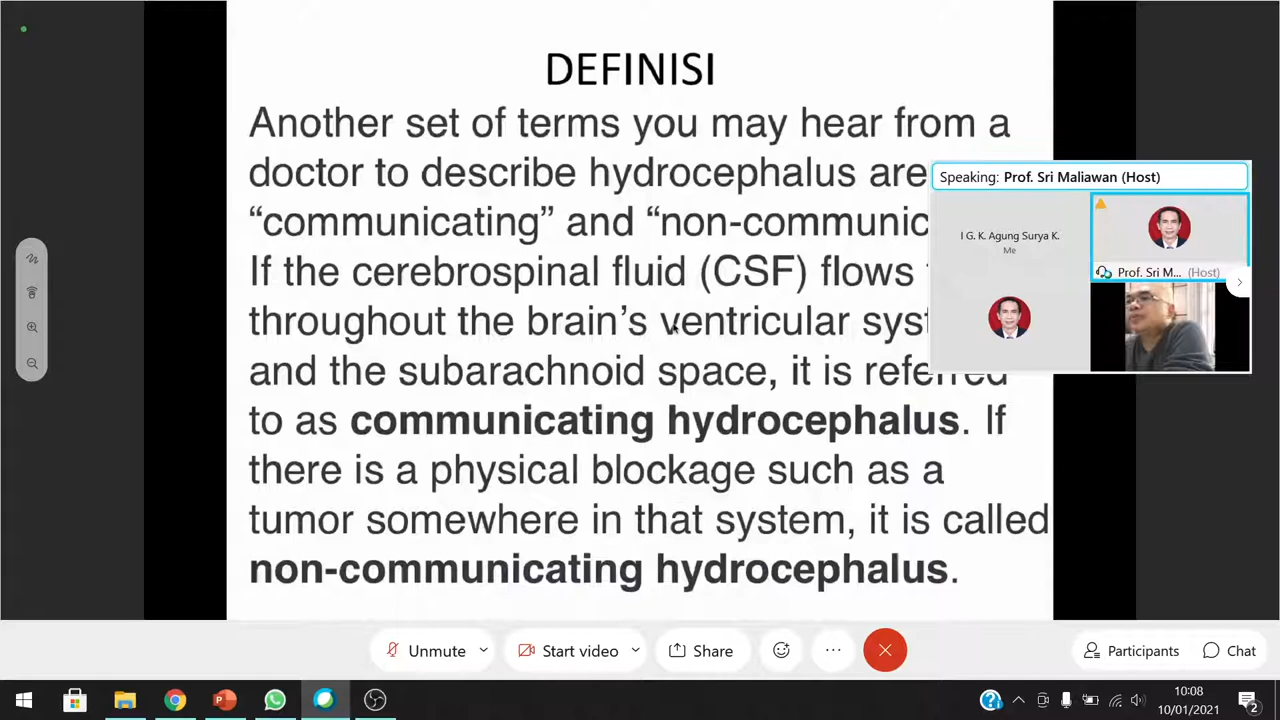 DEFINISI
Another set of terms you may hear from a
doctor to describe hydrocephalus are
“communicating” and “non-communic
If the cerebrospinal fluid (CSF) flows
throughout the brain’s ventricular syst
and the subarachnoid space, it is referred
to as communicating hydrocephalus. If
there is a physical blockage such as a
tumor somewhere in that system, it is called
non-communicating hydrocephalus.
Speaking: Prof. Sri Maliawan (Host)
I G. K. Agung Surya K.
Me
Prof. Sri M... (Host)
Unmute
Start video
Share
Participants
Chat
10:08
10/01/2021
2